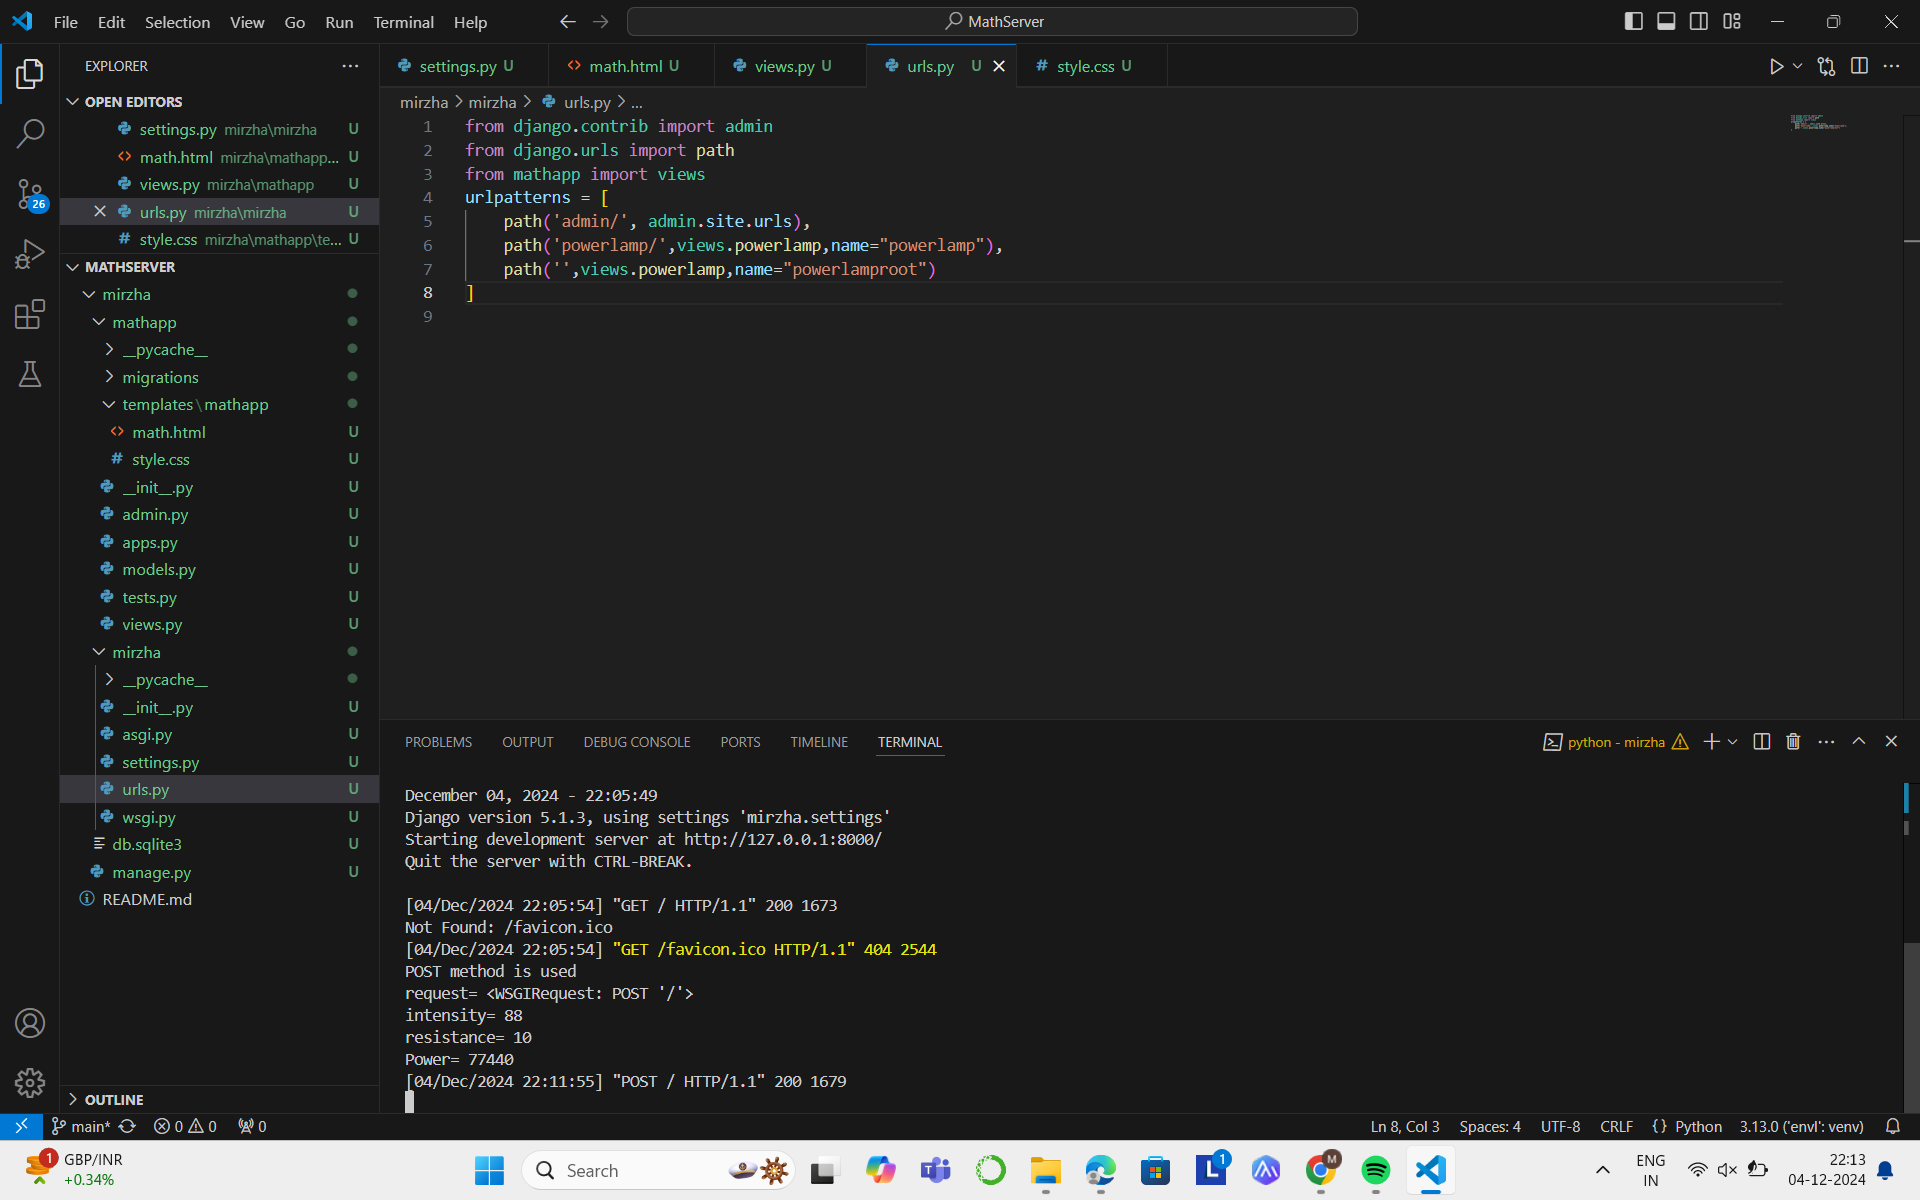 File Edit Selection View Go Run Terminal Help
MathServer
EXPLORER
OPEN EDITORS
settings.py mirzha\mirzha U
math.html mirzha\mathapp... U
views.py mirzha\mathapp U
urls.py mirzha\mirzha U
style.css mirzha\mathapp\te... U
MATHSERVER
mirzha
mathapp
__pycache__
migrations
templates\mathapp
math.html U
style.css U
__init__.py U
admin.py U
apps.py U
models.py U
tests.py U
views.py U
mirzha
__pycache__
__init__.py U
asgi.py U
settings.py U
urls.py U
wsgi.py U
db.sqlite3 U
manage.py U
README.md
OUTLINE
26
settings.py U math.html U views.py U urls.py U style.css U
mirzha > mirzha > urls.py > ...
1 from django.contrib import admin
2 from django.urls import path
3 from mathapp import views
4 urlpatterns = [
5 path('admin/', admin.site.urls),
6 path('powerlamp/',views.powerlamp,name="powerlamp"),
7 path('',views.powerlamp,name="powerlamproot")
8 ]
9
PROBLEMS OUTPUT DEBUG CONSOLE PORTS TIMELINE TERMINAL
python - mirzha
December 04, 2024 - 22:05:49
Django version 5.1.3, using settings 'mirzha.settings'
Starting development server at http://127.0.0.1:8000/
Quit the server with CTRL-BREAK.
[04/Dec/2024 22:05:54] "GET / HTTP/1.1" 200 1673
Not Found: /favicon.ico
[04/Dec/2024 22:05:54] "GET /favicon.ico HTTP/1.1" 404 2544
POST method is used
request= <WSGIRequest: POST '/'>
intensity= 88
resistance= 10
Power= 77440
[04/Dec/2024 22:11:55] "POST / HTTP/1.1" 200 1679
main* 0 0 0
Ln 8, Col 3 Spaces: 4 UTF-8 CRLF {} Python 3.13.0 ('envl': venv)
1
GBP/INR
+0.34%
Search
L 1
M
ENG
IN
22:13
04-12-2024